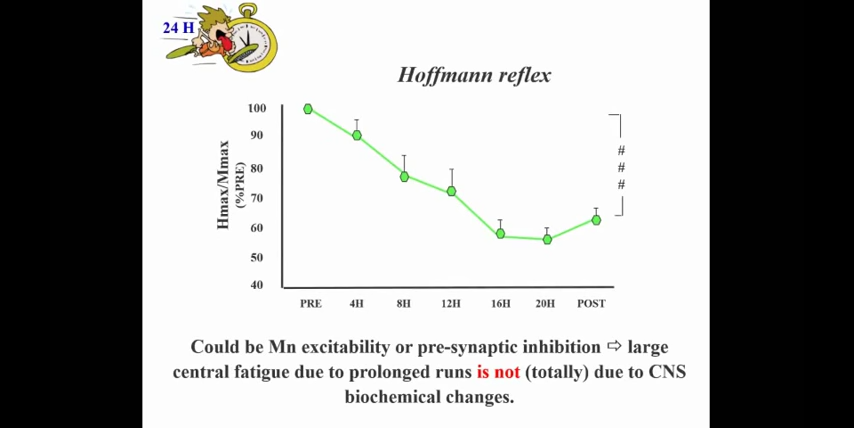 24 H
Hoffmann reflex
Hmax/Mmax
(%PRE)
100
90
80
70
60
50
40
#
#
#
PRE 4H 8H 12H 16H 20H POST
Could be Mn excitability or pre-synaptic inhibition ⇨ large
central fatigue due to prolonged runs is not (totally) due to CNS
biochemical changes.